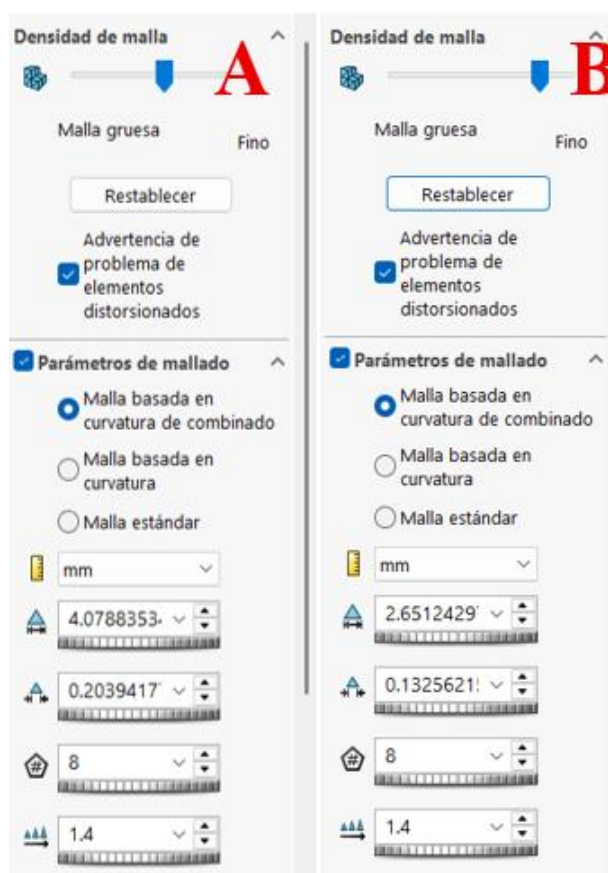 Densidad de malla
A
Malla gruesa
Fino
Restablecer
Advertencia de
problema de
elementos
distorsionados
Parámetros de mallado
Malla basada en
curvatura de combinado
Malla basada en
curvatura
Malla estándar
mm
4.0788353
0.2039417
8
1.4
Densidad de malla
B
Malla gruesa
Fino
Restablecer
Advertencia de
problema de
elementos
distorsionados
Parámetros de mallado
Malla basada en
curvatura de combinado
Malla basada en
curvatura
Malla estándar
mm
2.6512429
0.1325621
8
1.4